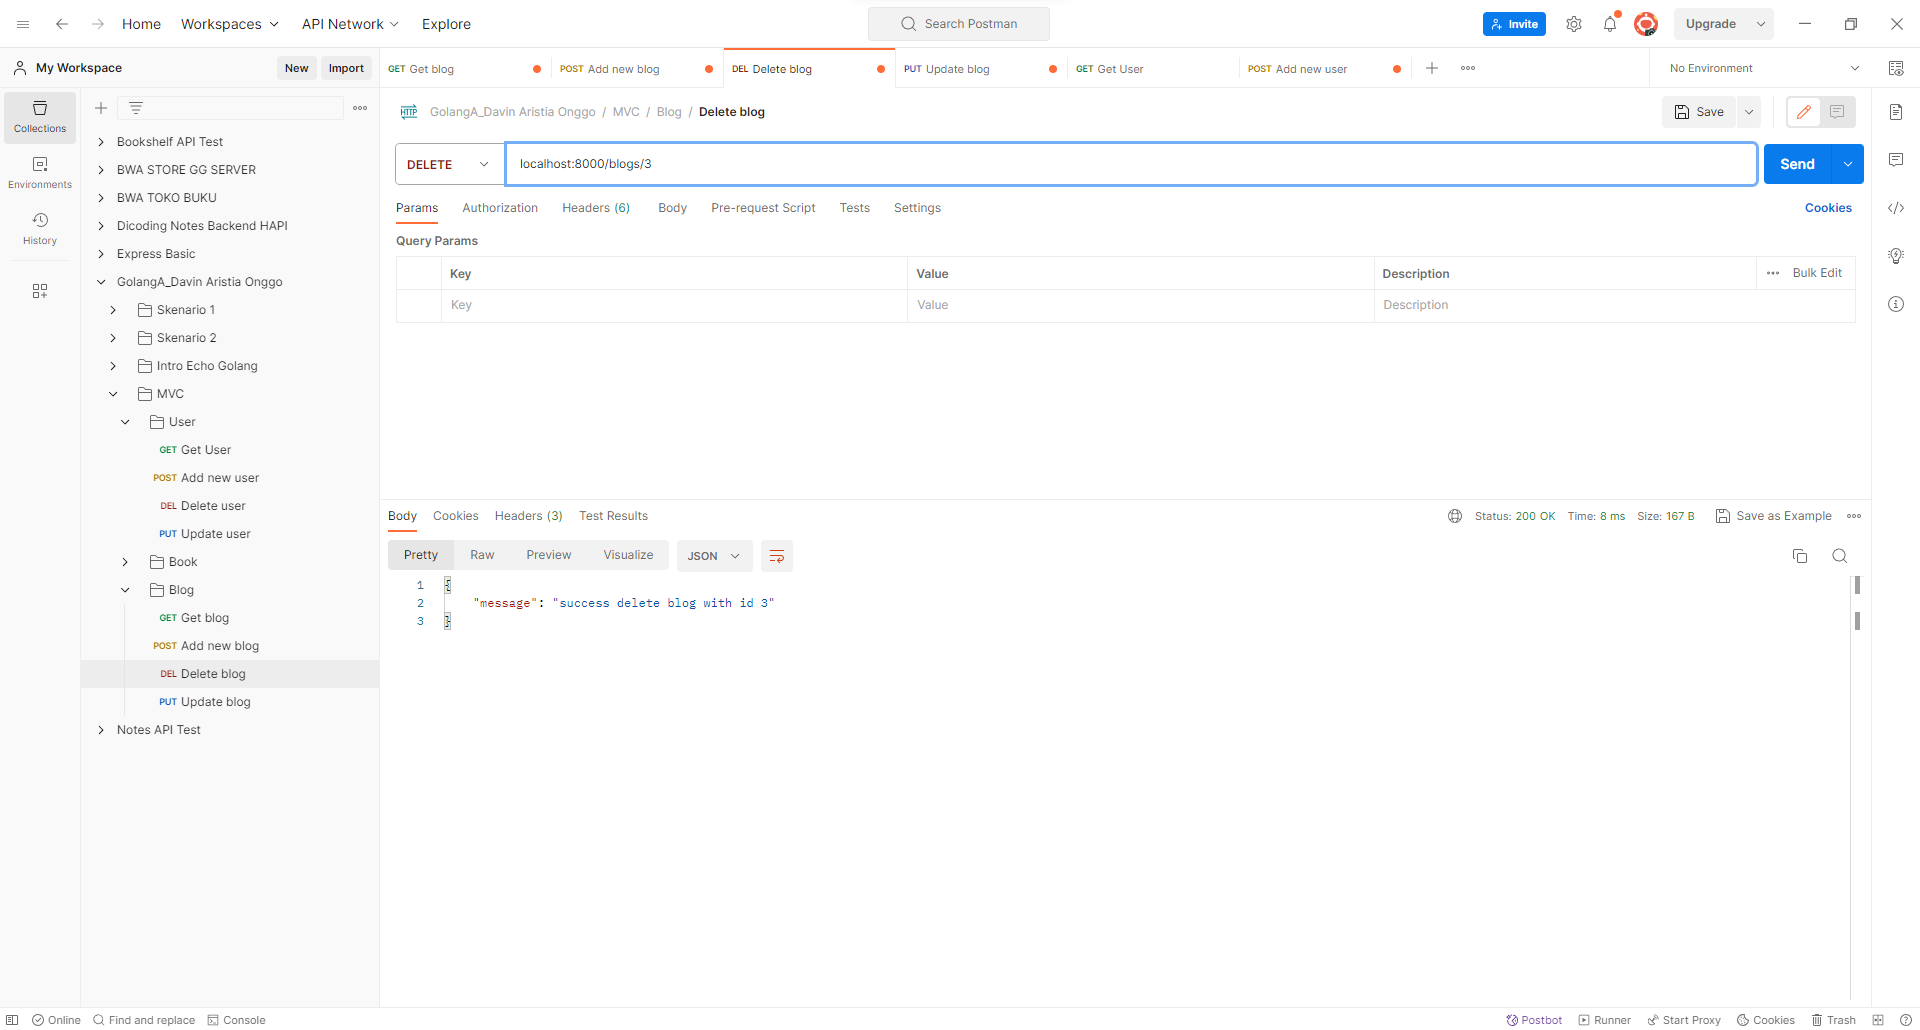 Home Workspaces API Network Explore Search Postman Invite Upgrade
My Workspace New Import GET Get blog POST Add new blog DEL Delete blog PUT Update blog GET Get User POST Add new user No Environment
Collections
Environments
History
Bookshelf API Test
BWA STORE GG SERVER
BWA TOKO BUKU
Dicoding Notes Backend HAPI
Express Basic
GolangA_Davin Aristia Onggo
Skenario 1
Skenario 2
Intro Echo Golang
MVC
User
GET Get User
POST Add new user
DEL Delete user
PUT Update user
Book
Blog
GET Get blog
POST Add new blog
DEL Delete blog
PUT Update blog
Notes API Test
HTTP GolangA_Davin Aristia Onggo / MVC / Blog / Delete blog Save
DELETE localhost:8000/blogs/3 Send
Params Authorization Headers (6) Body Pre-request Script Tests Settings Cookies
Query Params
Key Value Description Bulk Edit
Key Value Description
Body Cookies Headers (3) Test Results Status: 200 OK Time: 8 ms Size: 167 B Save as Example
Pretty Raw Preview Visualize JSON
1 {
2 "message": "success delete blog with id 3"
3 }
Online Find and replace Console Postbot Runner Start Proxy Cookies Trash